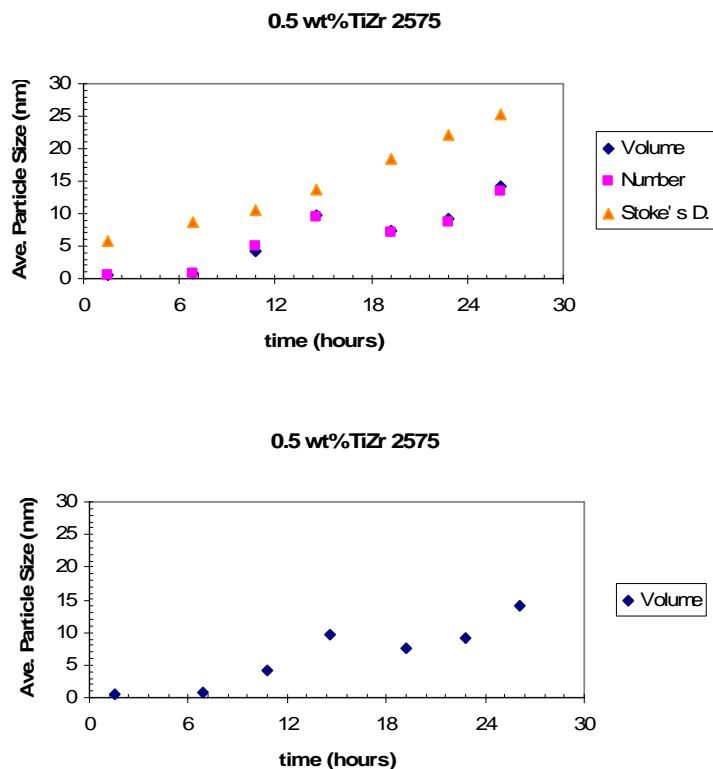 0.5 wt%TiZr 2575
Ave. Particle Size (nm)
30
25
20
15
10
5
0
0 6 12 18 24 30
time (hours)
Volume
Number
Stoke' s D.
0.5 wt%TiZr 2575
Ave. Particle Size (nm)
30
25
20
15
10
5
0
0 6 12 18 24 30
time (hours)
Volume